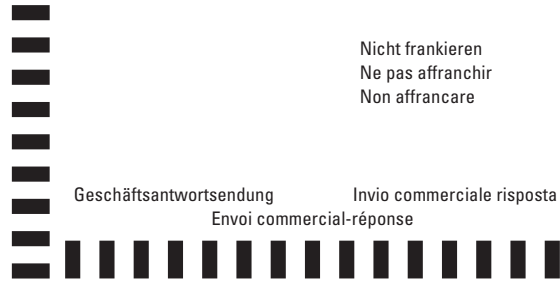 Nicht frankieren
Ne pas affranchir
Non affrancare
Geschäftsantwortsendung Invio commerciale risposta
Envoi commercial-réponse